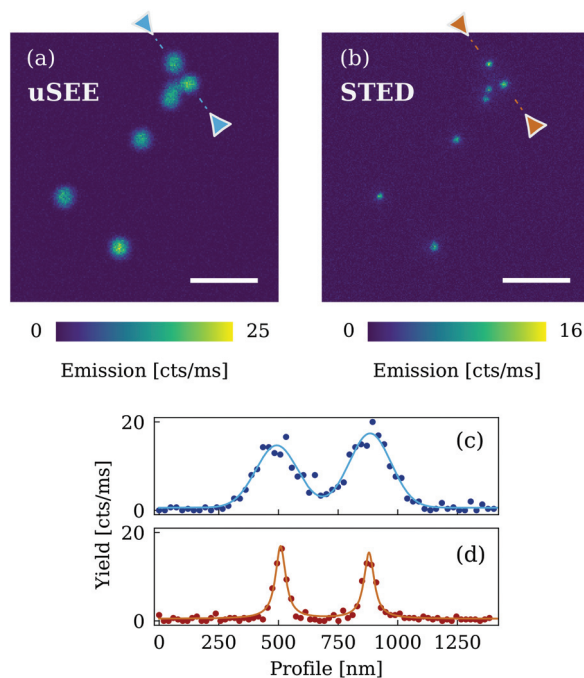 (a)
uSEE
(b)
STED
0 25
Emission [cts/ms]
0 16
Emission [cts/ms]
20
0
(c)
20
0
(d)
Yield [cts/ms]
0 250 500 750 1000 1250
Profile [nm]